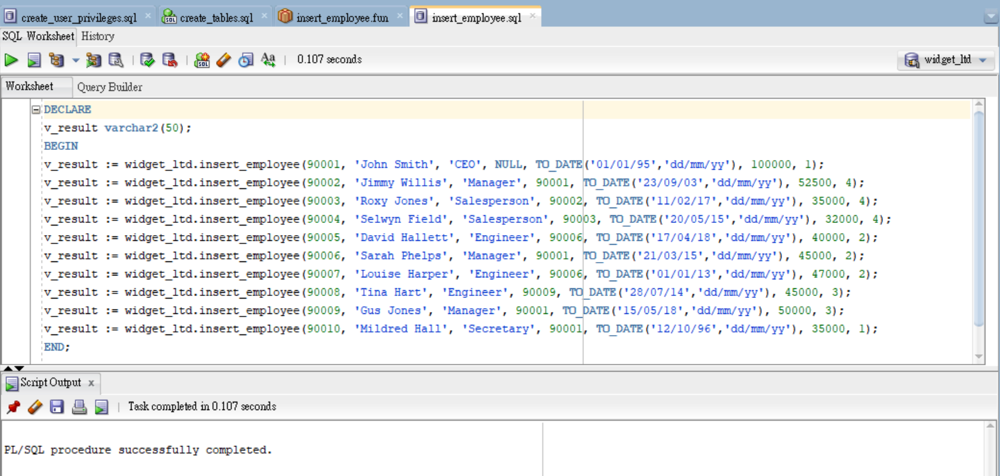 create_user_privileges.sql × create_tables.sql × insert_employee.fun × insert_employee.sql ×
SQL Worksheet History
0.107 seconds widget_ltd
Worksheet Query Builder
DECLARE
v_result varchar2(50);
BEGIN
v_result := widget_ltd.insert_employee(90001, 'John Smith', 'CEO', NULL, TO_DATE('01/01/95','dd/mm/yy'), 100000, 1);
v_result := widget_ltd.insert_employee(90002, 'Jimmy Willis', 'Manager', 90001, TO_DATE('23/09/03','dd/mm/yy'), 52500, 4);
v_result := widget_ltd.insert_employee(90003, 'Roxy Jones', 'Salesperson', 90002, TO_DATE('11/02/17','dd/mm/yy'), 35000, 4);
v_result := widget_ltd.insert_employee(90004, 'Selwyn Field', 'Salesperson', 90003, TO_DATE('20/05/15','dd/mm/yy'), 32000, 4);
v_result := widget_ltd.insert_employee(90005, 'David Hallett', 'Engineer', 90006, TO_DATE('17/04/18','dd/mm/yy'), 40000, 2);
v_result := widget_ltd.insert_employee(90006, 'Sarah Phelps', 'Manager', 90001, TO_DATE('21/03/15','dd/mm/yy'), 45000, 2);
v_result := widget_ltd.insert_employee(90007, 'Louise Harper', 'Engineer', 90006, TO_DATE('01/01/13','dd/mm/yy'), 47000, 2);
v_result := widget_ltd.insert_employee(90008, 'Tina Hart', 'Engineer', 90009, TO_DATE('28/07/14','dd/mm/yy'), 45000, 3);
v_result := widget_ltd.insert_employee(90009, 'Gus Jones', 'Manager', 90001, TO_DATE('15/05/18','dd/mm/yy'), 50000, 3);
v_result := widget_ltd.insert_employee(90010, 'Mildred Hall', 'Secretary', 90001, TO_DATE('12/10/96','dd/mm/yy'), 35000, 1);
END;
Script Output x
Task completed in 0.107 seconds
PL/SQL procedure successfully completed.